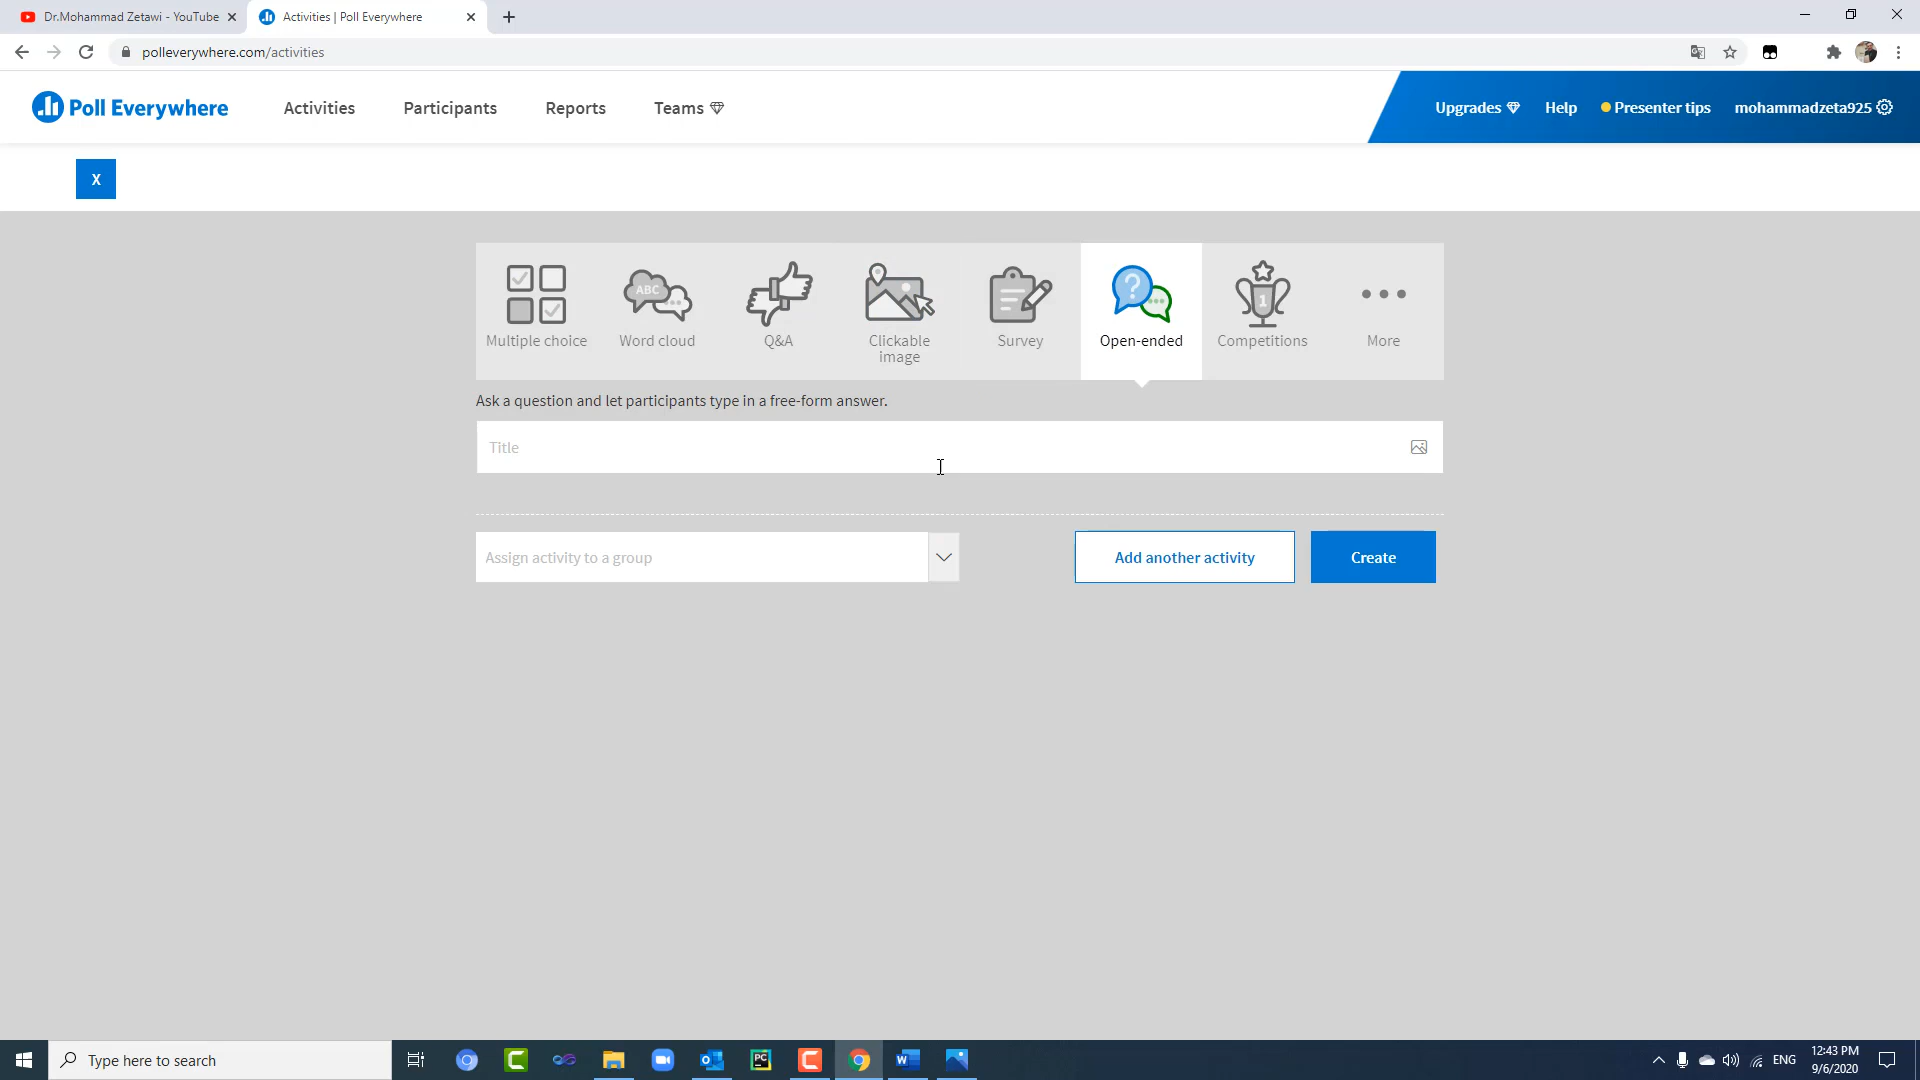 Dr.Mohammad Zetawi - YouTube
Activities | Poll Everywhere
polleverywhere.com/activities
Poll Everywhere
Activities
Participants
Reports
Teams
Upgrades
Help
Presenter tips
mohammadzeta925
X
Multiple choice
ABC
Word cloud
Q&A
Clickable
image
Survey
?
Open-ended
1
Competitions
More
Ask a question and let participants type in a free-form answer.
Title
Assign activity to a group
Add another activity
Create
Type here to search
PC
W
ENG
12:43 PM
9/6/2020